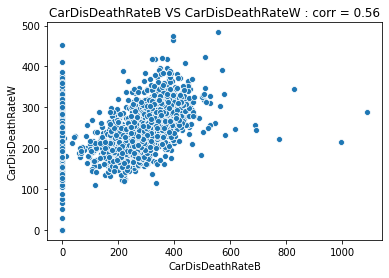 CarDisDeathRateB VS CarDisDeathRateW : corr = 0.56
500
400
300
200
100
0
CarDisDeathRateW
0 200 400 600 800 1000
CarDisDeathRateB